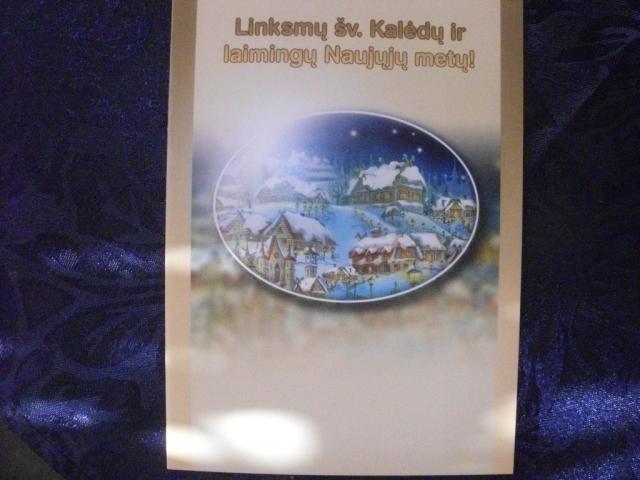 Linksmų šv. Kalėdų ir
laimingų Naujųjų metų!